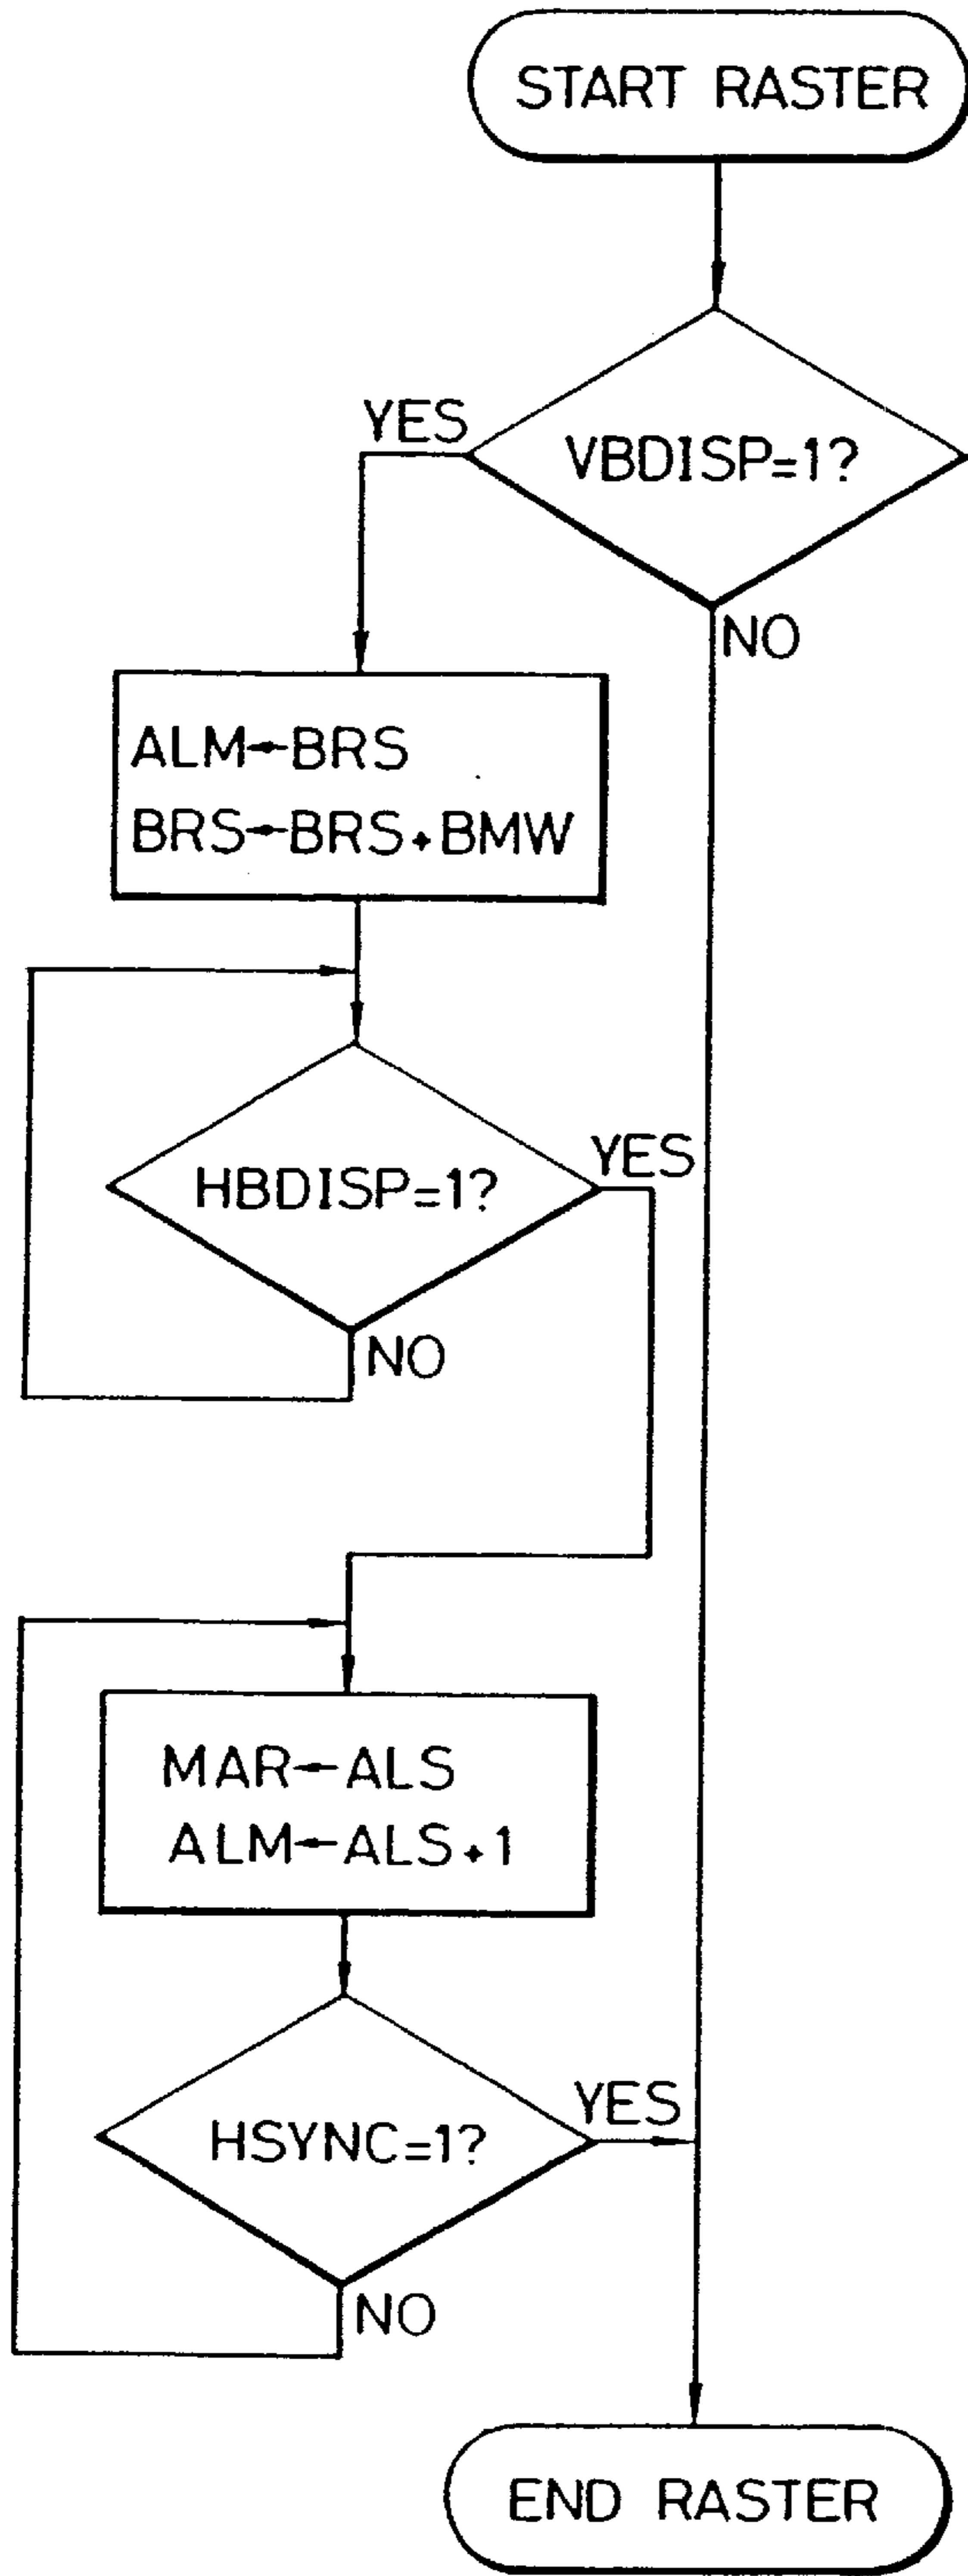 START RASTER
VBDISP=1?
YES
NO
ALM←BRS
BRS←BRS+BMW
HBDISP=1?
YES
NO
MAR←ALS
ALM←ALS+1
HSYNC=1?
YES
NO
END RASTER